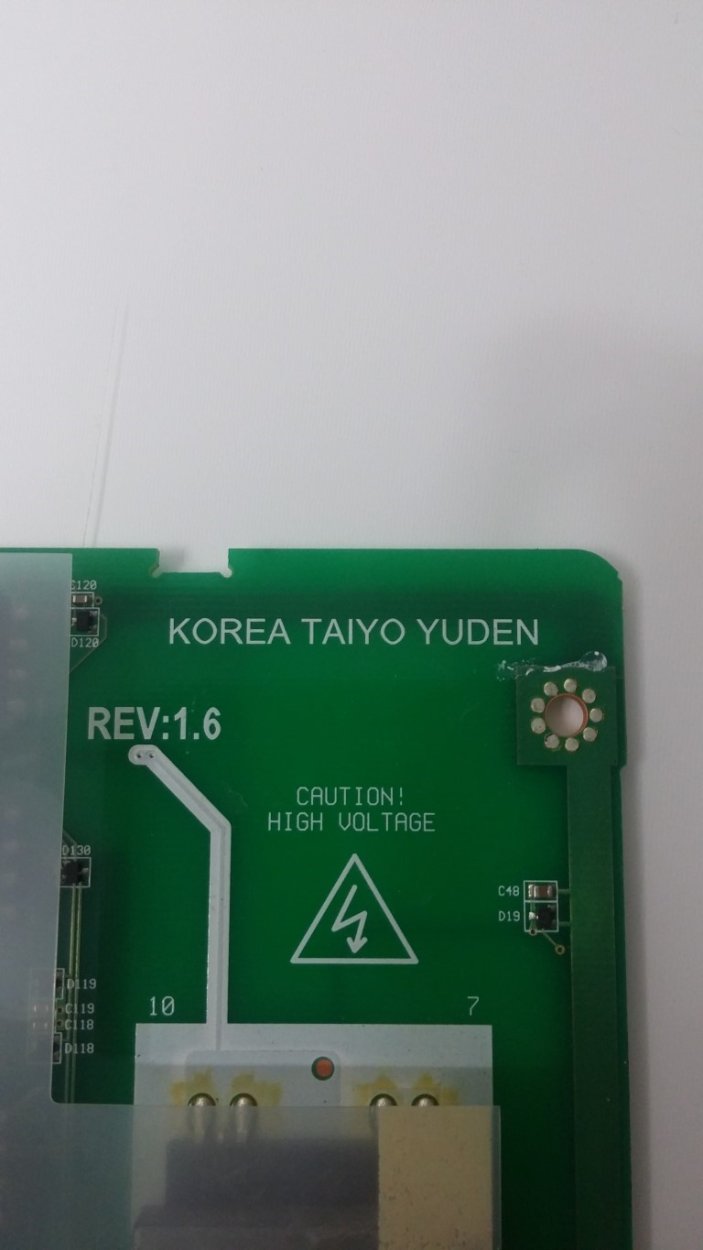 C120
D120
KOREA TAIYO YUDEN
REV:1.6
CAUTION!
HIGH VOLTAGE
D130
C48
D19
D119
C119
C118
D118
10
7